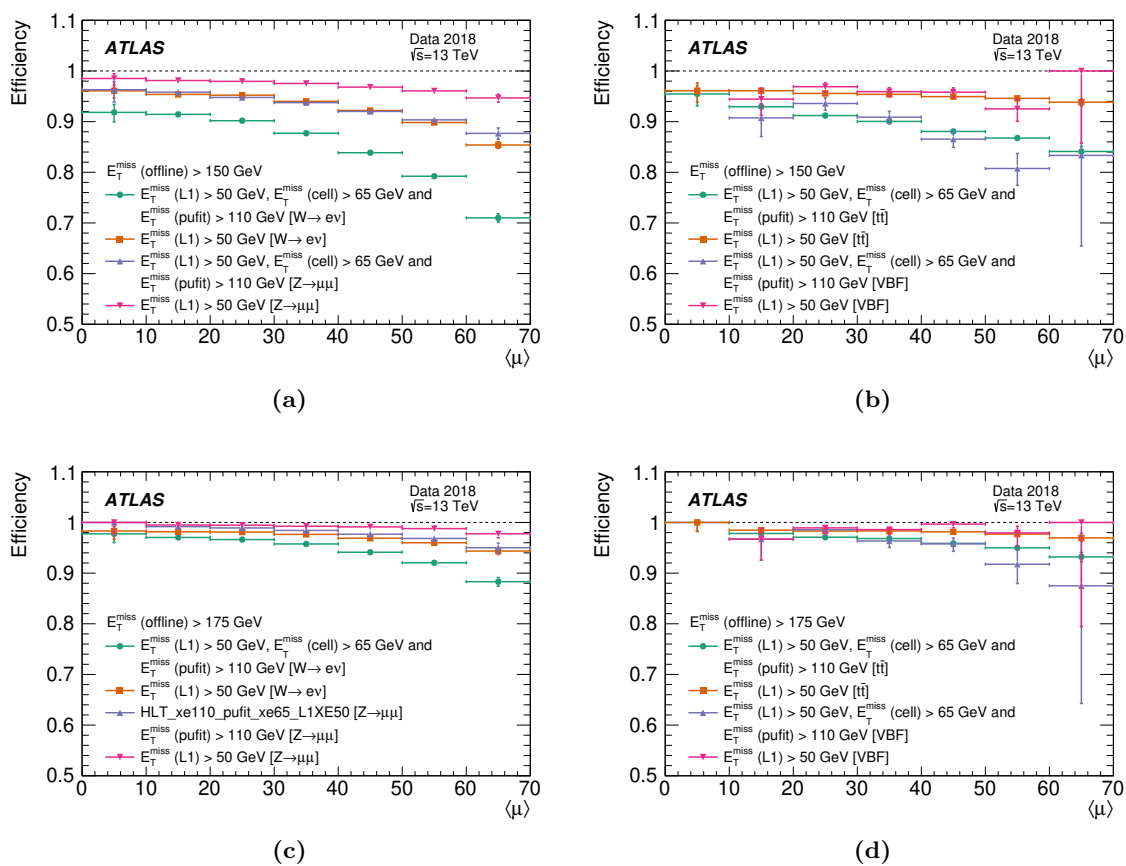 1.1
1
0.9
0.8
0.7
0.6
0.5
Efficiency
ATLAS
Data 2018
√s=13 TeV
E_T^miss (offline) > 150 GeV
E_T^miss (L1) > 50 GeV, E_T^miss (cell) > 65 GeV and
E_T^miss (pufit) > 110 GeV [W→ eν]
E_T^miss (L1) > 50 GeV [W→ eν]
E_T^miss (L1) > 50 GeV, E_T^miss (cell) > 65 GeV and
E_T^miss (pufit) > 110 GeV [Z→μμ]
E_T^miss (L1) > 50 GeV [Z→μμ]
0 10 20 30 40 50 60 70
⟨μ⟩
(a)
1.1
1
0.9
0.8
0.7
0.6
0.5
Efficiency
ATLAS
Data 2018
√s=13 TeV
E_T^miss (offline) > 150 GeV
E_T^miss (L1) > 50 GeV, E_T^miss (cell) > 65 GeV and
E_T^miss (pufit) > 110 GeV [tt̄]
E_T^miss (L1) > 50 GeV [tt̄]
E_T^miss (L1) > 50 GeV, E_T^miss (cell) > 65 GeV and
E_T^miss (pufit) > 110 GeV [VBF]
E_T^miss (L1) > 50 GeV [VBF]
0 10 20 30 40 50 60 70
⟨μ⟩
(b)
1.1
1
0.9
0.8
0.7
0.6
0.5
Efficiency
ATLAS
Data 2018
√s=13 TeV
E_T^miss (offline) > 175 GeV
E_T^miss (L1) > 50 GeV, E_T^miss (cell) > 65 GeV and
E_T^miss (pufit) > 110 GeV [W→ eν]
E_T^miss (L1) > 50 GeV [W→ eν]
HLT_xe110_pufit_xe65_L1XE50 [Z→μμ]
E_T^miss (pufit) > 110 GeV [Z→μμ]
E_T^miss (L1) > 50 GeV [Z→μμ]
0 10 20 30 40 50 60 70
⟨μ⟩
(c)
1.1
1
0.9
0.8
0.7
0.6
0.5
Efficiency
ATLAS
Data 2018
√s=13 TeV
E_T^miss (offline) > 175 GeV
E_T^miss (L1) > 50 GeV, E_T^miss (cell) > 65 GeV and
E_T^miss (pufit) > 110 GeV [tt̄]
E_T^miss (L1) > 50 GeV [tt̄]
E_T^miss (L1) > 50 GeV, E_T^miss (cell) > 65 GeV and
E_T^miss (pufit) > 110 GeV [VBF]
E_T^miss (L1) > 50 GeV [VBF]
0 10 20 30 40 50 60 70
⟨μ⟩
(d)